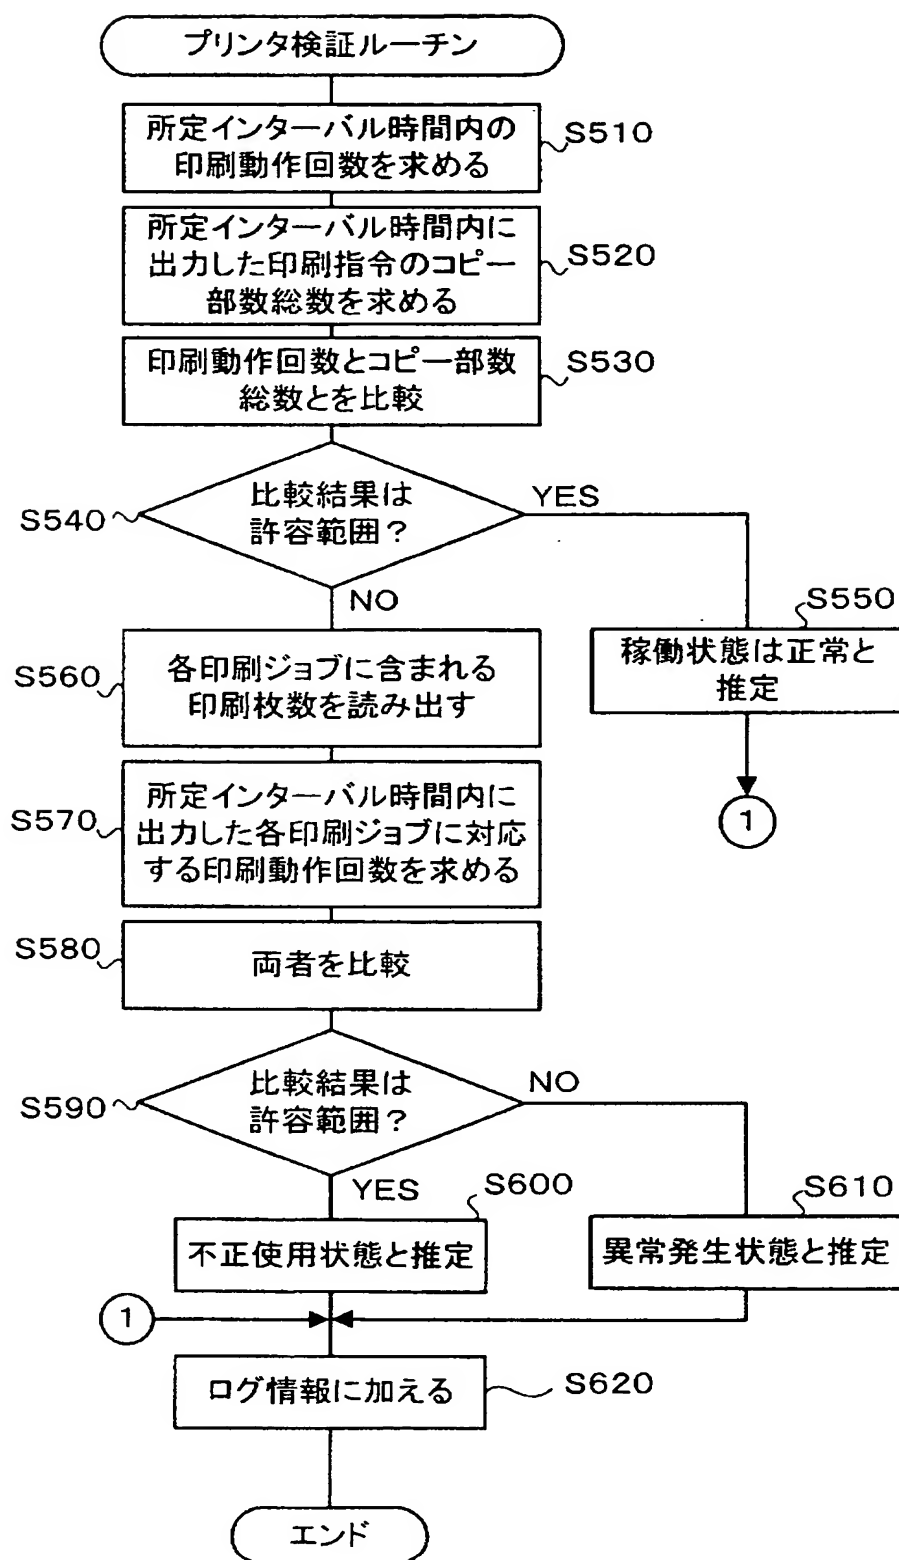 プリンタ検証ルーチン
所定インターバル時間内の
印刷動作回数を求める
S510
所定インターバル時間内に
出力した印刷指令のコピー
部数総数を求める
S520
印刷動作回数とコピー部数
総数とを比較
S530
比較結果は
許容範囲?
S540
YES
NO
S550
稼働状態は正常と
推定
1
各印刷ジョブに含まれる
印刷枚数を読み出す
S560
所定インターバル時間内に
出力した各印刷ジョブに対応
する印刷動作回数を求める
S570
両者を比較
S580
比較結果は
許容範囲?
S590
NO
YES
S600
不正使用状態と推定
S610
異常発生状態と推定
1
ログ情報に加える
S620
エンド